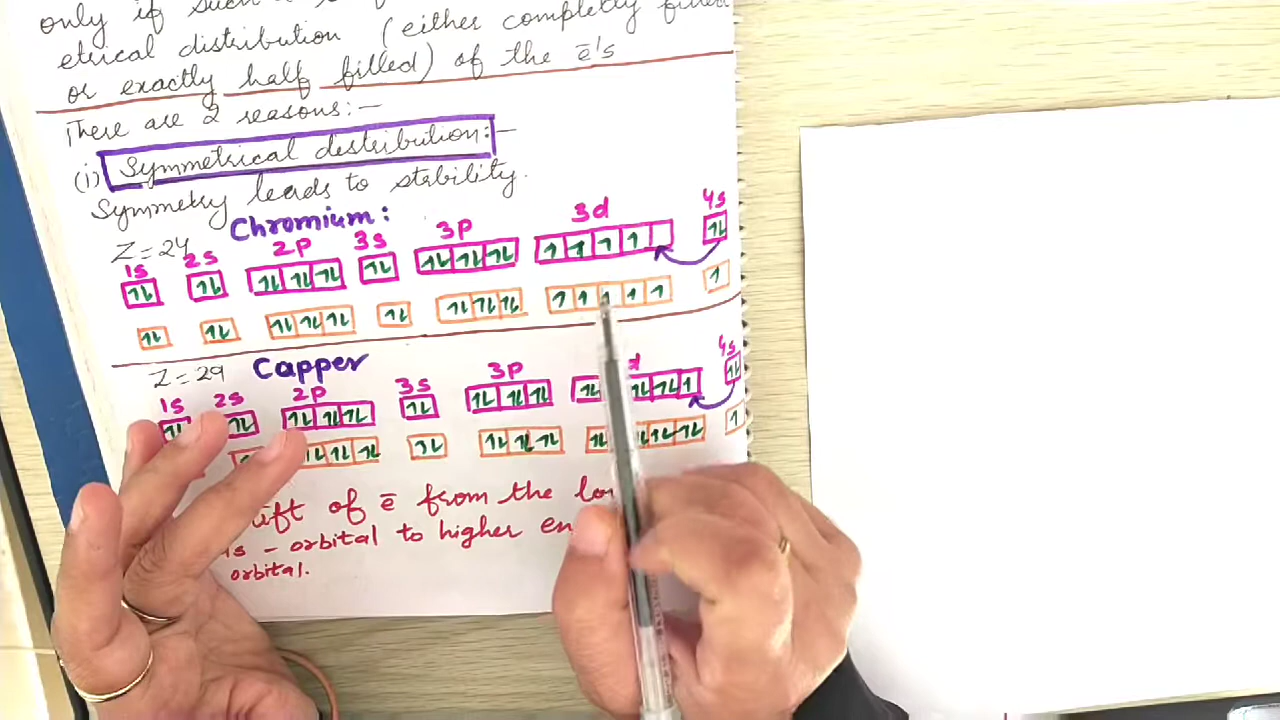 only if such a
etrical distribution (either completly filled
or exactly half filled) of the ē's
There are 2 reasons:-
(i) Symmetrical distribution:-
Symmetry leads to stability.
Chromium:
Z=24
1s 2s 2p 3s 3p 3d 4s
Z=29 Capper
1s 2s 2p 3s 3p d 4s
ift of ē from the
orbital to higher
orbital.